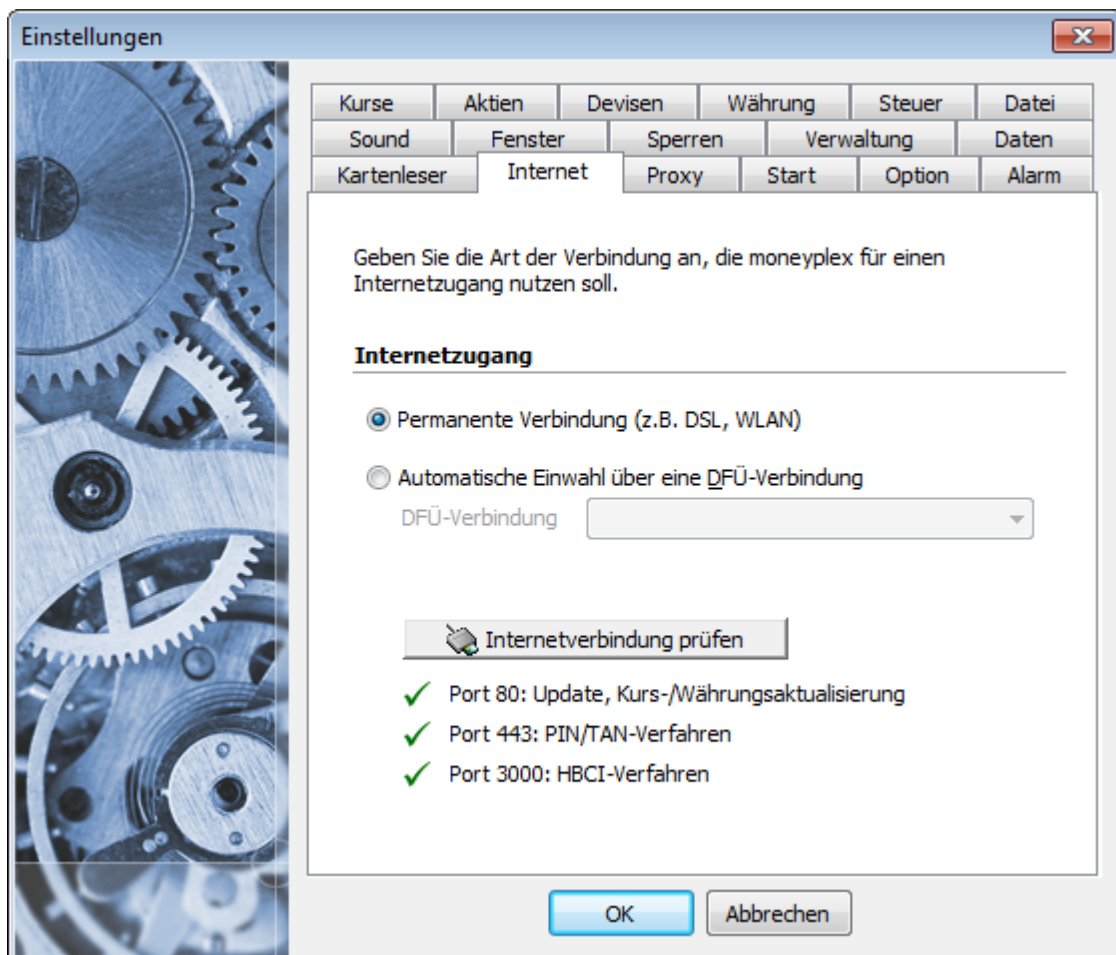 Einstellungen
Kurse Aktien Devisen Währung Steuer Datei
Sound Fenster Sperren Verwaltung Daten
Kartenleser Internet Proxy Start Option Alarm
Geben Sie die Art der Verbindung an, die moneyplex für einen
Internetzugang nutzen soll.
Internetzugang
Permanente Verbindung (z.B. DSL, WLAN)
Automatische Einwahl über eine DFÜ-Verbindung
DFÜ-Verbindung
Internetverbindung prüfen
Port 80: Update, Kurs-/Währungsaktualisierung
Port 443: PIN/TAN-Verfahren
Port 3000: HBCI-Verfahren
OK Abbrechen